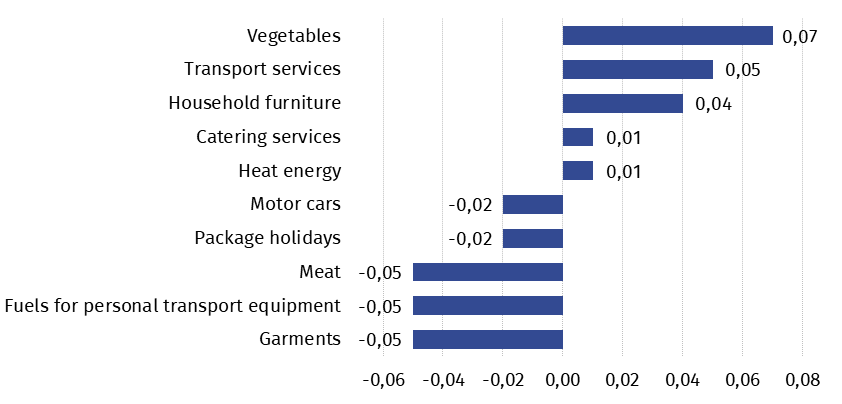 Vegetables 0,07
Transport services 0,05
Household furniture 0,04
Catering services 0,01
Heat energy 0,01
Motor cars -0,02
Package holidays -0,02
Meat -0,05
Fuels for personal transport equipment -0,05
Garments -0,05
-0,06 -0,04 -0,02 0,00 0,02 0,04 0,06 0,08